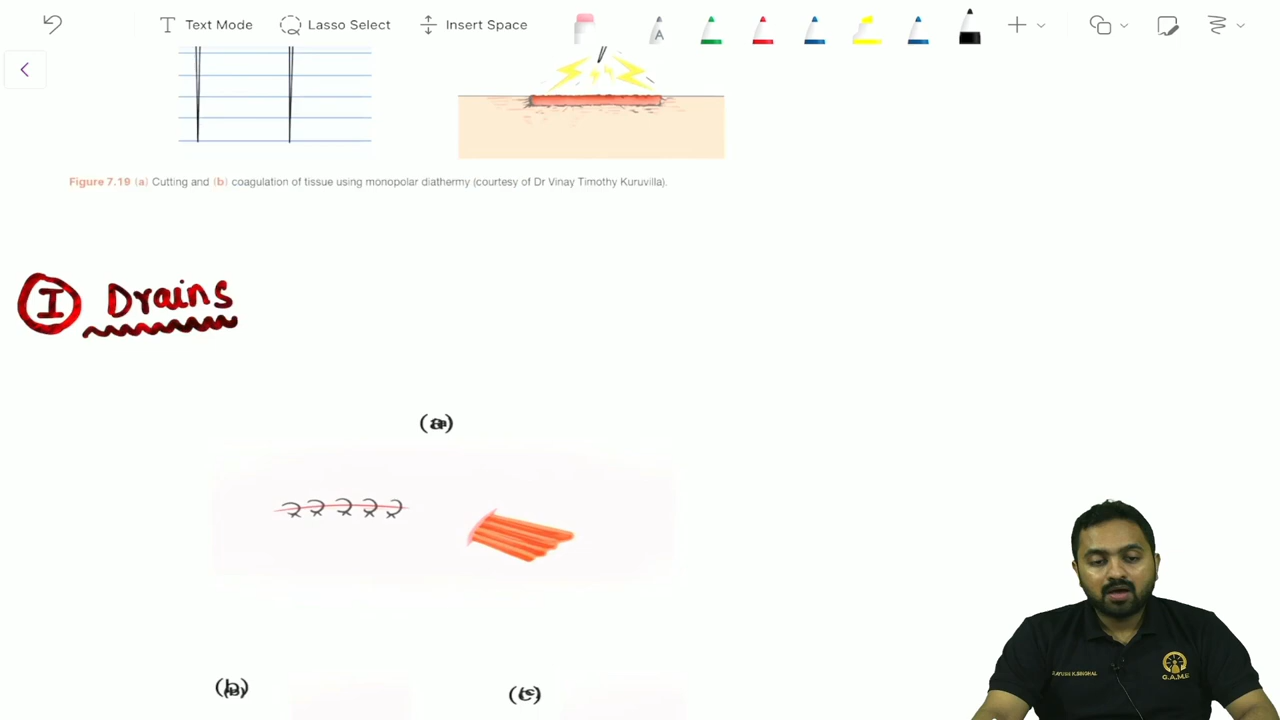 Text Mode Lasso Select Insert Space
A
Figure 7.19 (a) Cutting and (b) coagulation of tissue using monopolar diathermy (courtesy of Dr Vinay Timothy Kuruvilla).
I Drains
(a)
(b) (c)
G.A.M.E